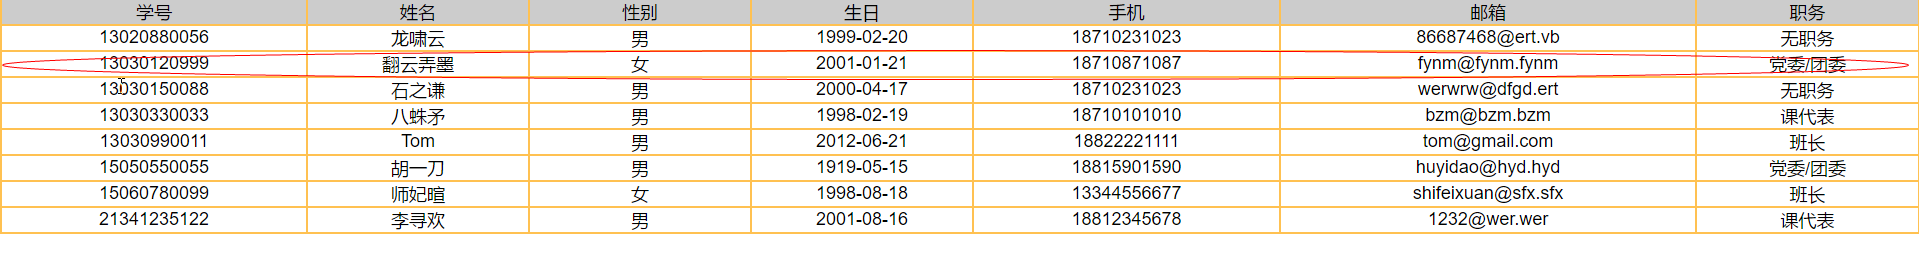 学号 姓名 性别 生日 手机 邮箱 职务
13020880056 龙啸云 男 1999-02-20 18710231023 86687468@ert.vb 无职务
13030120999 翻云弄墨 女 2001-01-21 18710871087 fynm@fynm.fynm 党委/团委
13030150088 石之谦 男 2000-04-17 18710231023 werwrw@dfgd.ert 无职务
13030330033 八蛛矛 男 1998-02-19 18710101010 bzm@bzm.bzm 课代表
13030990011 Tom 男 2012-06-21 18822221111 tom@gmail.com 班长
15050550055 胡一刀 男 1919-05-15 18815901590 huyidao@hyd.hyd 党委/团委
15060780099 师妃暄 女 1998-08-18 13344556677 shifeixuan@sfx.sfx 班长
21341235122 李寻欢 男 2001-08-16 18812345678 1232@wer.wer 课代表